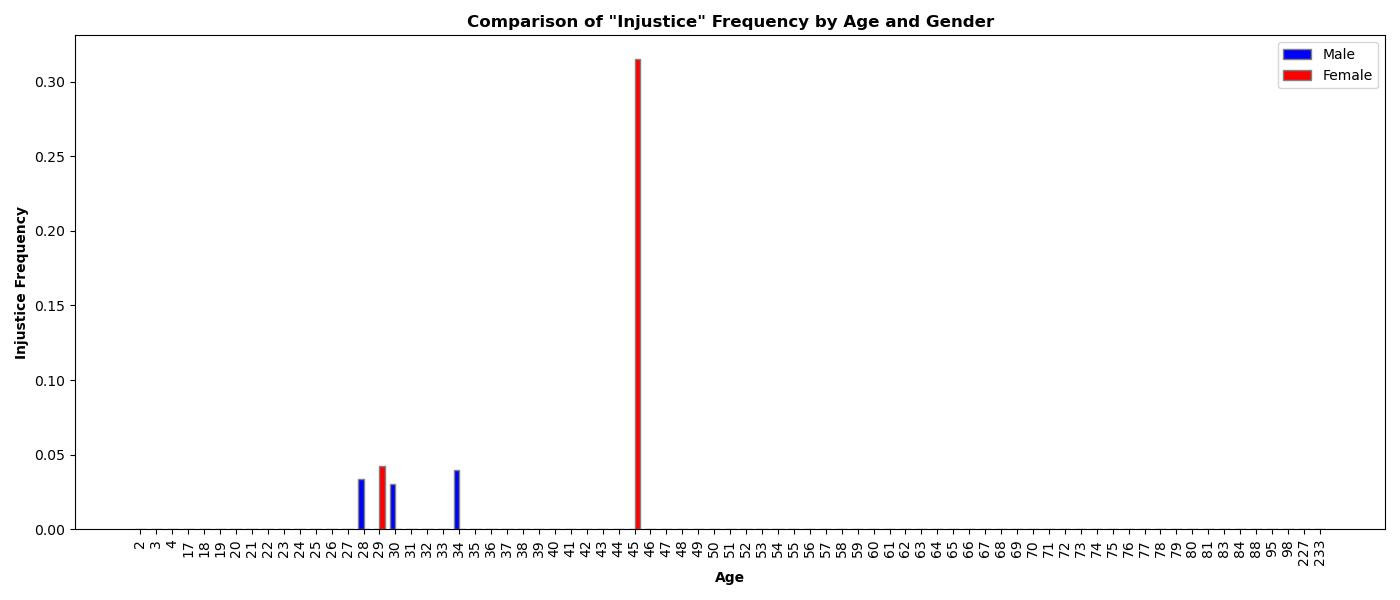 Comparison of "Injustice" Frequency by Age and Gender
Male
Female
Injustice Frequency
0.30
0.25
0.20
0.15
0.10
0.05
0.00
2 3 4 17 18 19 20 21 22 23 24 25 26 27 28 29 30 31 32 33 34 35 36 37 38 39 40 41 42 43 44 45 46 47 48 49 50 51 52 53 54 55 56 57 58 59 60 61 62 63 64 65 66 67 68 69 70 71 72 73 74 75 76 77 78 79 80 81 83 84 88 95 98 227 233
Age